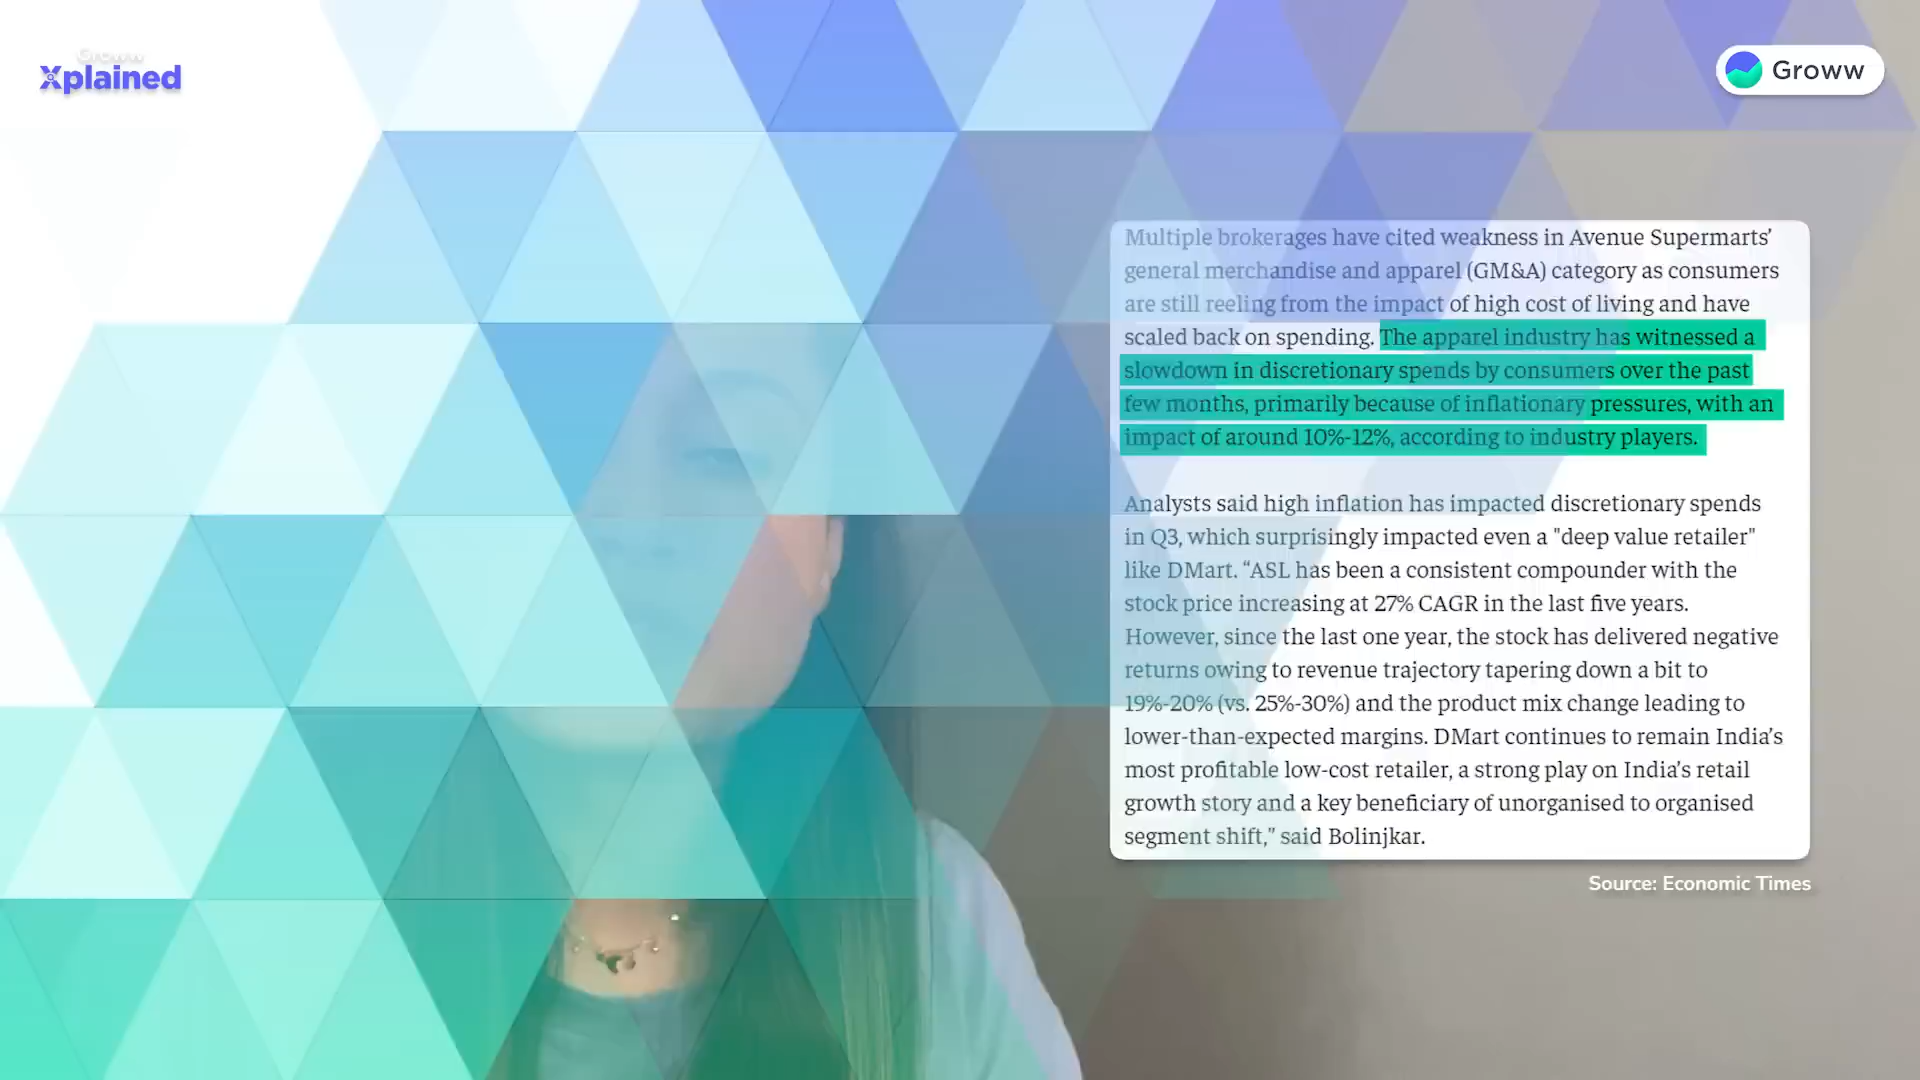 Groww
Xplained
Groww
Multiple brokerages have cited weakness in Avenue Supermarts’
general merchandise and apparel (GM&A) category as consumers
are still reeling from the impact of high cost of living and have
scaled back on spending. The apparel industry has witnessed a
slowdown in discretionary spends by consumers over the past
few months, primarily because of inflationary pressures, with an
impact of around 10%-12%, according to industry players.
Analysts said high inflation has impacted discretionary spends
in Q3, which surprisingly impacted even a "deep value retailer"
like DMart. “ASL has been a consistent compounder with the
stock price increasing at 27% CAGR in the last five years.
However, since the last one year, the stock has delivered negative
returns owing to revenue trajectory tapering down a bit to
19%-20% (vs. 25%-30%) and the product mix change leading to
lower-than-expected margins. DMart continues to remain India’s
most profitable low-cost retailer, a strong play on India’s retail
growth story and a key beneficiary of unorganised to organised
segment shift,” said Bolinjkar.
Source: Economic Times